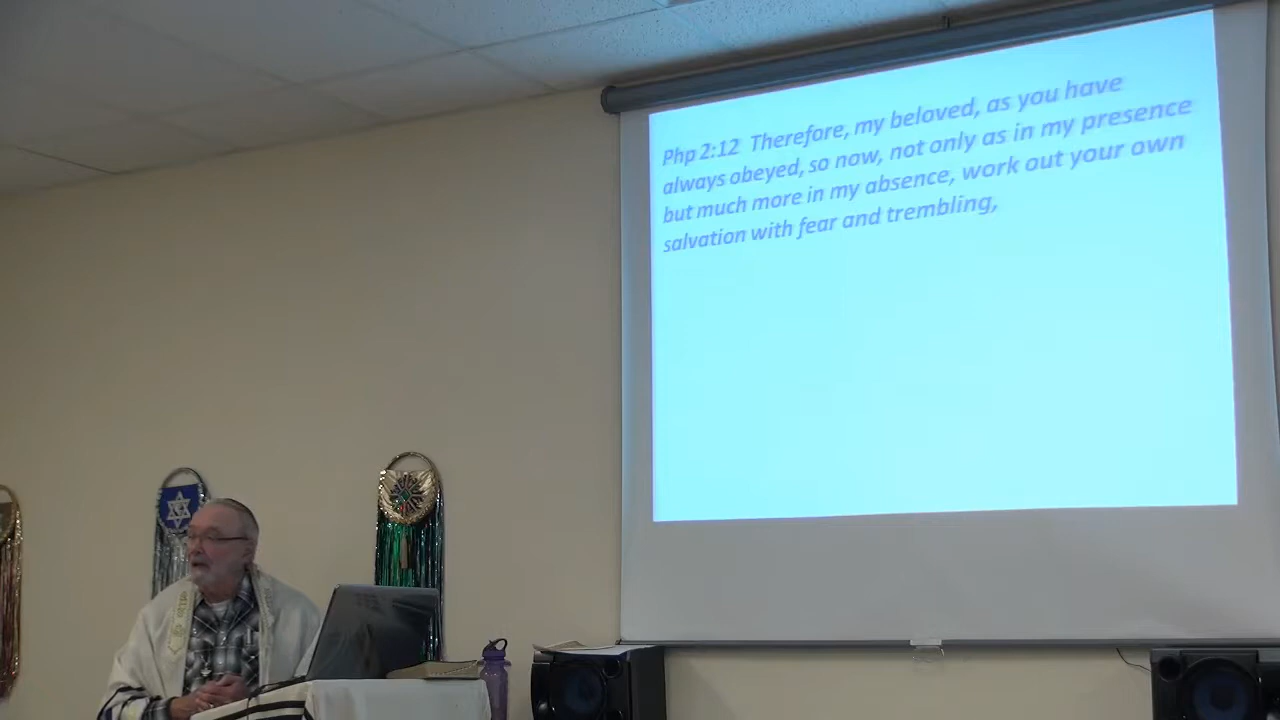 Php 2:12 Therefore, my beloved, as you have
always obeyed, so now, not only as in my presence
but much more in my absence, work out your own
salvation with fear and trembling,